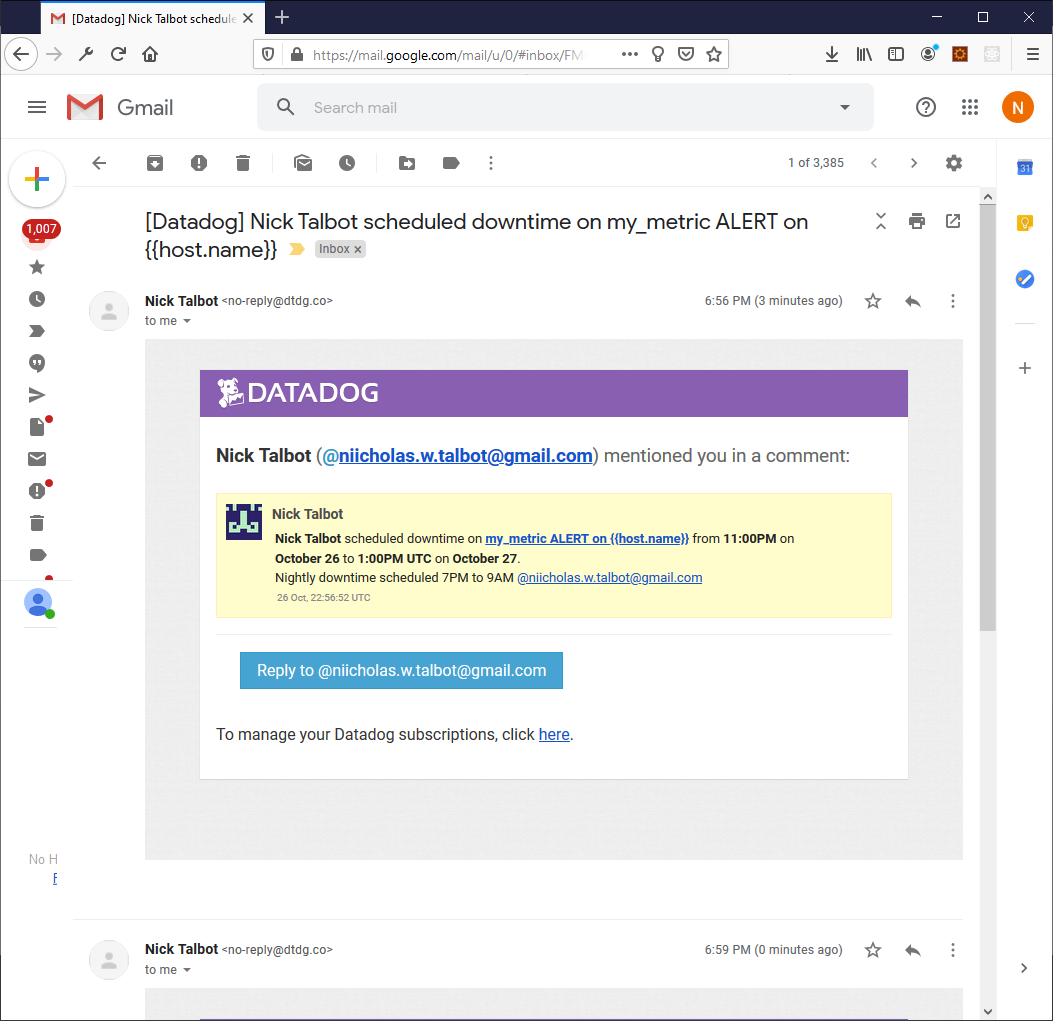 [Datadog] Nick Talbot schedule
https://mail.google.com/mail/u/0/#inbox/FM
Gmail
Search mail
N
1 of 3,385
31
1,007
[Datadog] Nick Talbot scheduled downtime on my_metric ALERT on
{{host.name}} Inbox x
Nick Talbot <no-reply@dtdg.co> 6:56 PM (3 minutes ago)
to me
DATADOG
Nick Talbot (@niicholas.w.talbot@gmail.com) mentioned you in a comment:
Nick Talbot
Nick Talbot scheduled downtime on my_metric ALERT on {{host.name}} from 11:00PM on
October 26 to 1:00PM UTC on October 27.
Nightly downtime scheduled 7PM to 9AM @niicholas.w.talbot@gmail.com
26 Oct, 22:56:52 UTC
Reply to @niicholas.w.talbot@gmail.com
To manage your Datadog subscriptions, click here.
No H
F
Nick Talbot <no-reply@dtdg.co> 6:59 PM (0 minutes ago)
to me